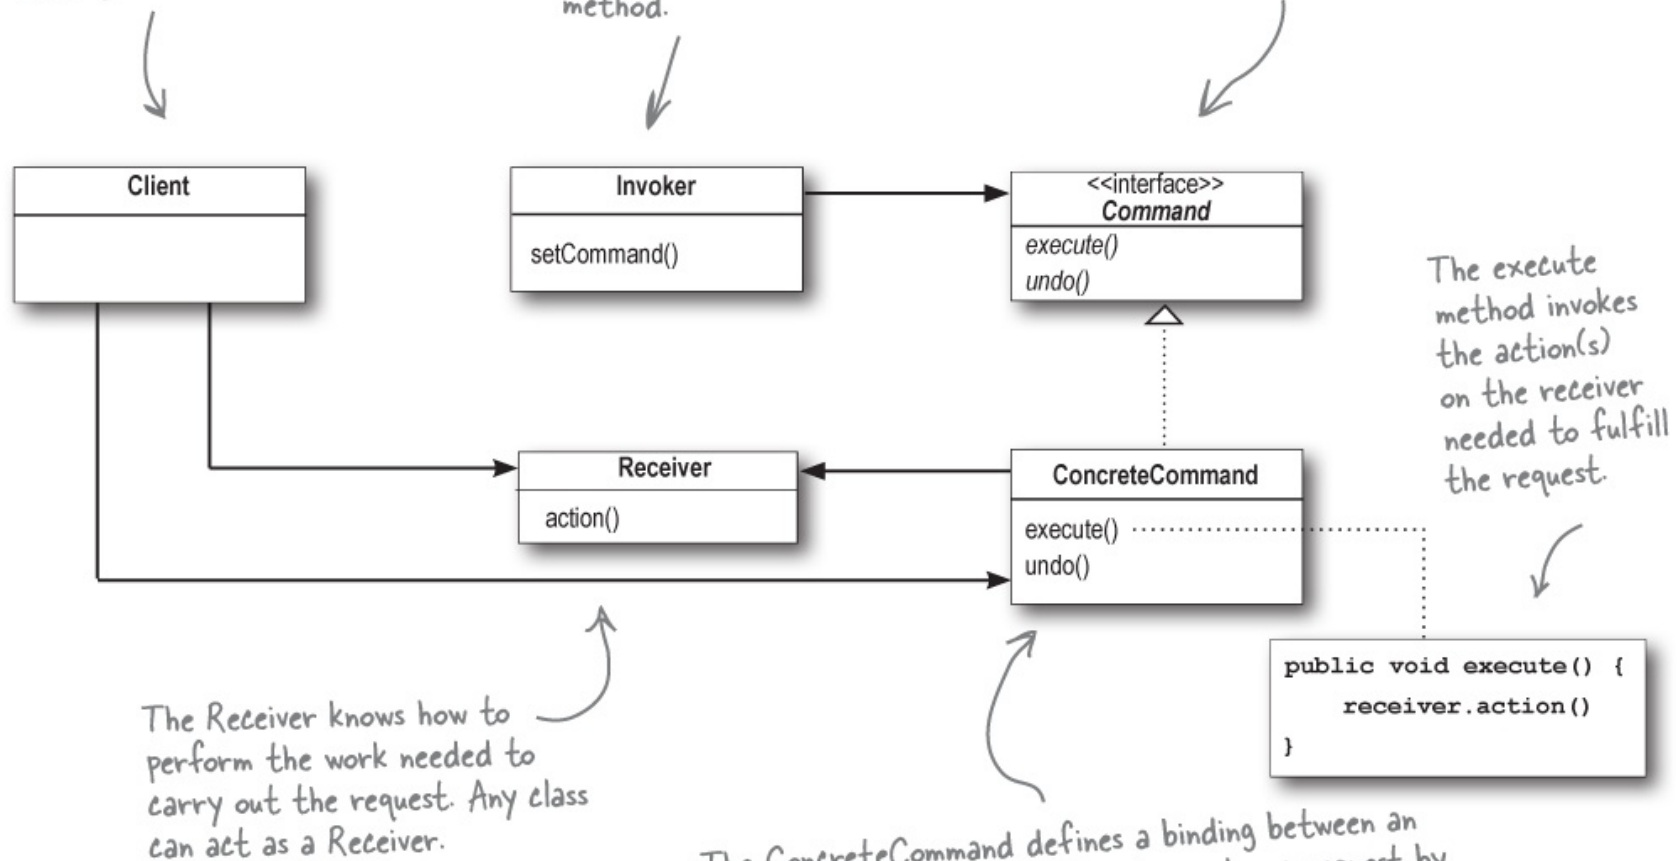 method.
Client
Invoker
setCommand()
<<interface>>
Command
execute()
undo()
The execute
method invokes
the action(s)
on the receiver
needed to fulfill
the request.
Receiver
action()
ConcreteCommand
execute()
undo()
public void execute() {
receiver.action()
}
The Receiver knows how to
perform the work needed to
carry out the request. Any class
can act as a Receiver.
The ConcreteCommand defines a binding between an
request by